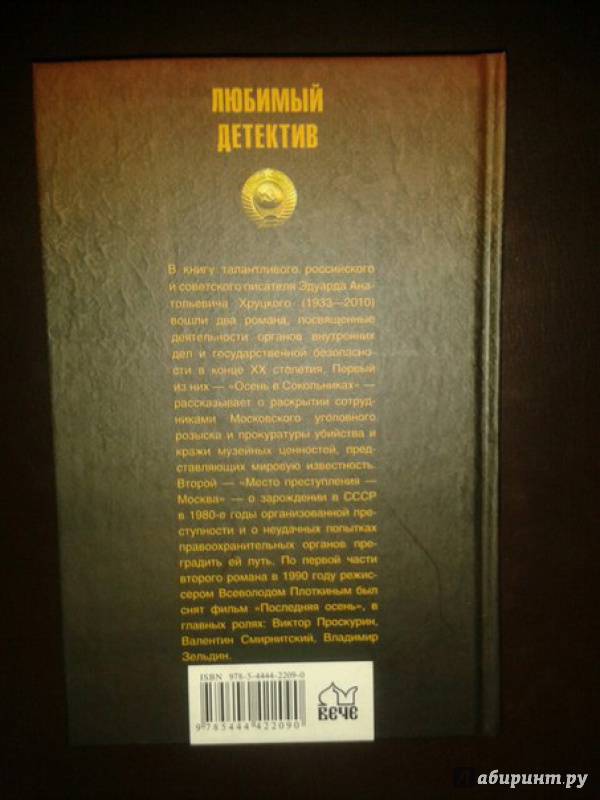 ЛЮБИМЫЙ
ДЕТЕКТИВ
В книгу талантливого российского
и советского писателя Эдуарда Ана-
тольевича Хруцкого (1933—2010)
вошли два романа, посвященные
деятельности органов внутренних
дел и государственной безопасно-
сти в конце XX столетия. Первый
из них — «Осень в Сокольниках» —
рассказывает о раскрытии сотруд-
никами Московского уголовного
розыска и прокуратуры убийства и
кражи музейных ценностей, пред-
ставляющих мировую известность.
Второй — «Место преступления —
Москва» — о зарождении в СССР
в 1980-е годы организованной пре-
ступности и о неудачных попытках
правоохранительных органов пре-
градить ей путь. По первой части
второго романа в 1990 году режис-
сером Всеволодом Плоткиным был
снят фильм «Последняя осень», в
главных ролях: Виктор Проскурин,
Валентин Смирнитский, Владимир
Зельдин.
ISBN 978-5-4444-2209-0
9 785444 422090
ВЕЧЕ
абиринт.ру